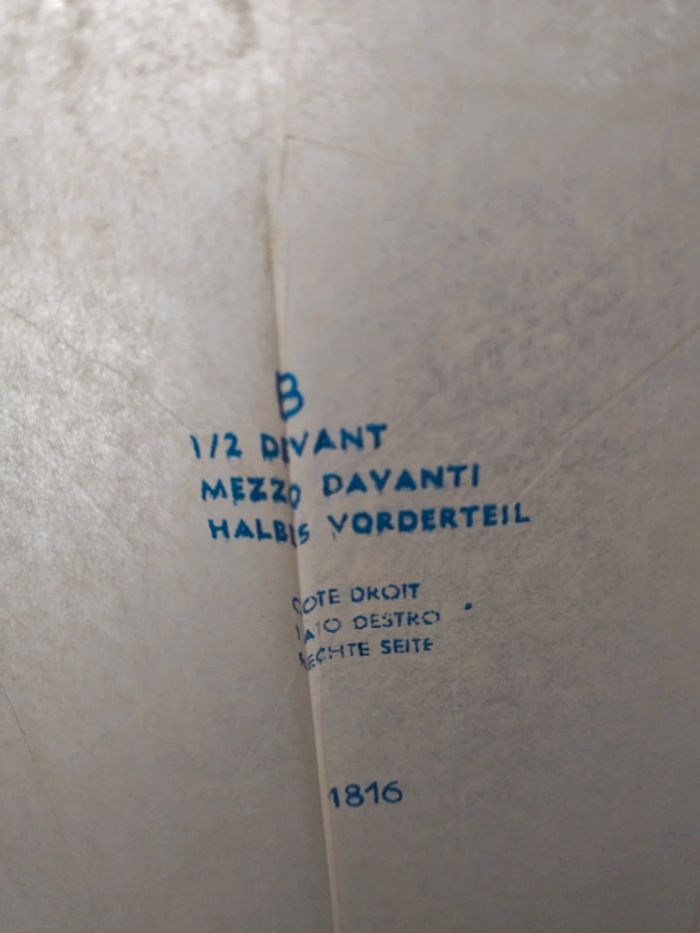 B
1/2 DEVANT
MEZZO DAVANTI
HALBES VORDERTEIL
COTE DROIT
LATO DESTRO
RECHTE SEITE
1816